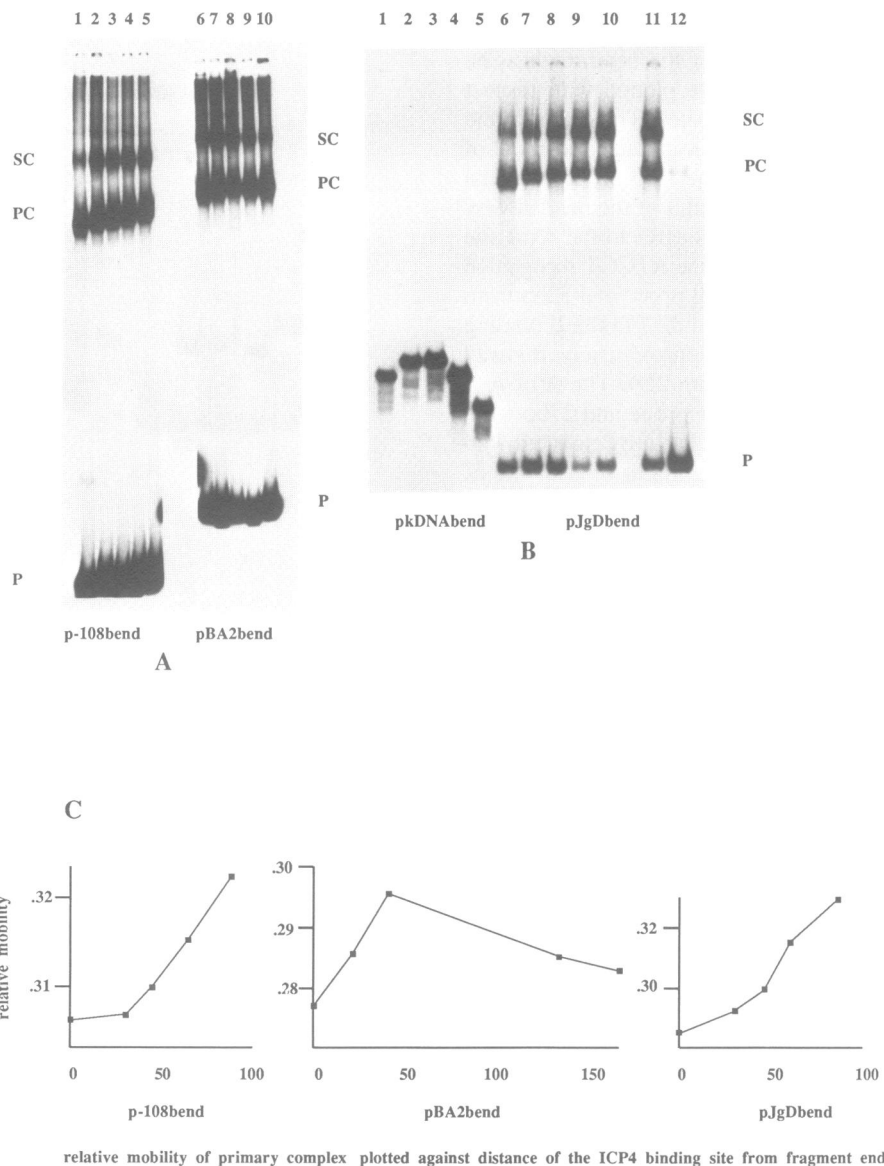 1 2 3 4 5 6 7 8 9 10
1 2 3 4 5 6 7 8 9 10 11 12
SC
PC
P
SC
PC
P
SC
PC
P
p-108bend pBA2bend
A
pkDNAbend pJgDbend
B
C
relative mobility
.32
.31
0 50 100
p-108bend
.30
.29
.28
0 50 100 150
pBA2bend
.32
.30
0 50 100
pJgDbend
relative mobility of primary complex plotted against distance of the ICP4 binding site from fragment end